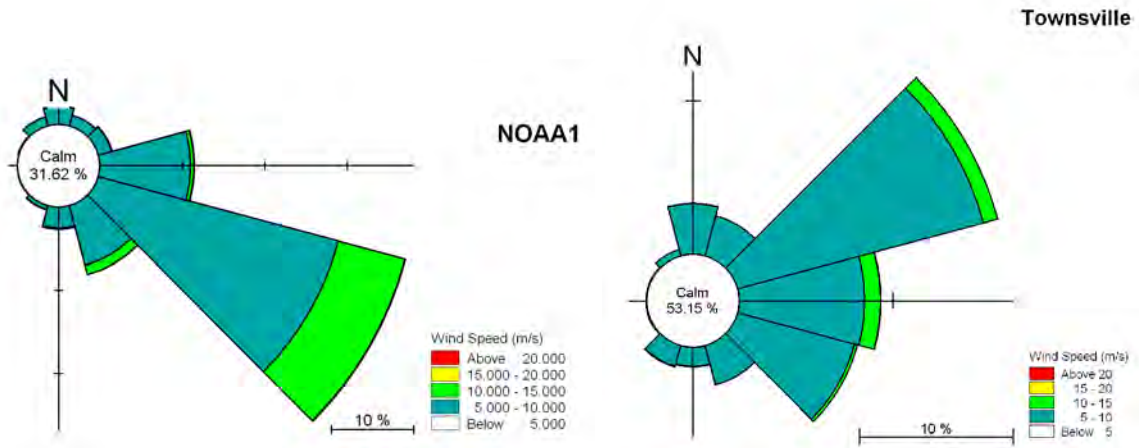 Townsville
N
NOAA1
Calm
31.62 %
Wind Speed (m/s)
Above 20.000
15.000 - 20.000
10.000 - 15.000
5.000 - 10.000
Below 5.000
10 %
N
Calm
53.15 %
Wind Speed (m/s)
Above 20
15 - 20
10 - 15
5 - 10
Below 5
10 %